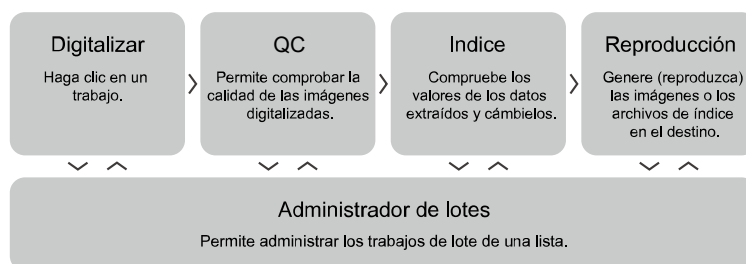 Digitalizar
Haga clic en un
trabajo.
QC
Permite comprobar la
calidad de las imágenes
digitalizadas.
Indice
Compruebe los
valores de los datos
extraídos y cámbielos.
Reproducción
Genere (reproduzca)
las imágenes o los
archivos de índice
en el destino.
Administrador de lotes
Permite administrar los trabajos de lote de una lista.